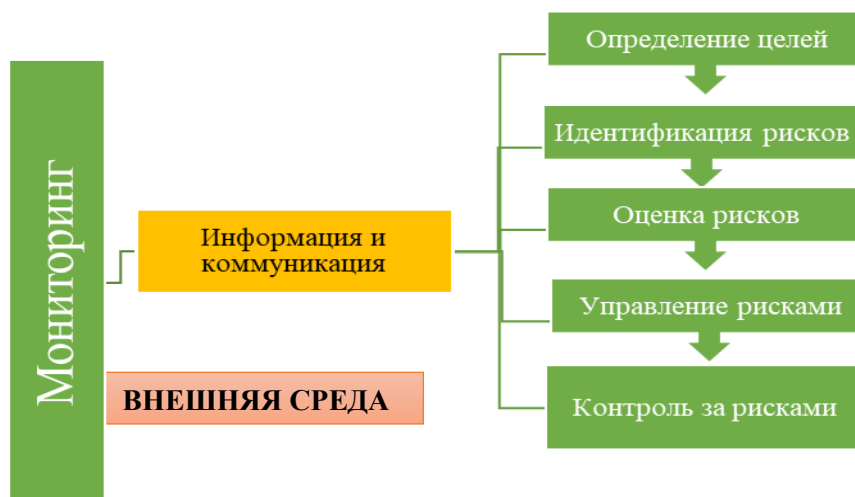 Мониторинг
Информация и
коммуникация
ВНЕШНЯЯ СРЕДА
Определение целей
Идентификация рисков
Оценка рисков
Управление рисками
Контроль за рисками